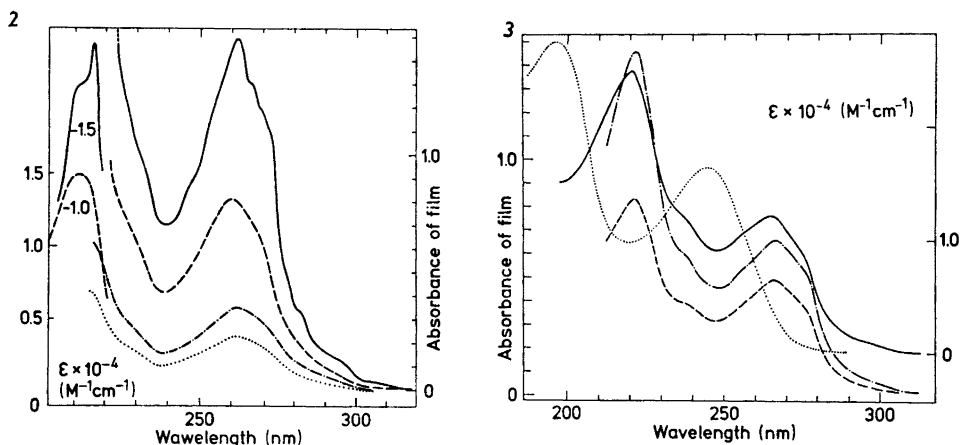 2
-1.5
1.5
-1.0
1.0
0.5
ε × 10⁻⁴
(M⁻¹cm⁻¹)
0
250 300
Wawelength (nm)
1.0
0
Absorbance of film
3
ε × 10⁻⁴ (M⁻¹cm⁻¹)
1.0
0
Absorbance of film
1.0
0
200 250 300
Wavelength (nm)